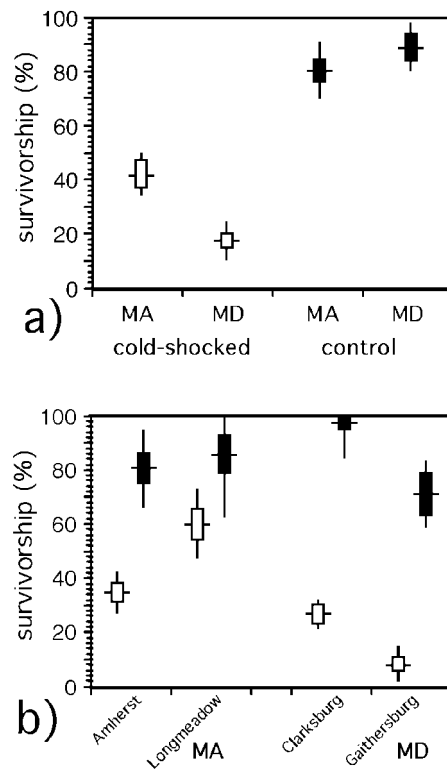 100
80
60
40
20
0
survivorship (%)
MA MD MA MD
cold-shocked control
a)
100
80
60
40
20
0
survivorship (%)
Amherst Longmeadow Clarksburg Gaithersburg
MA MD
b)